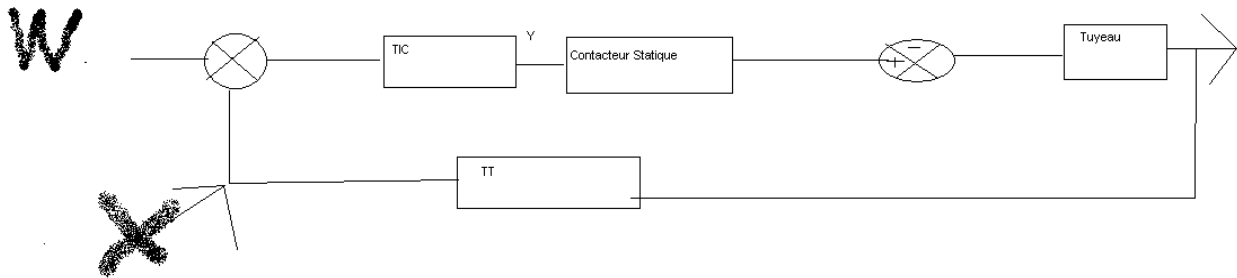 W
TIC
Y
Contacteur Statique
− +
Tuyeau
TT
X